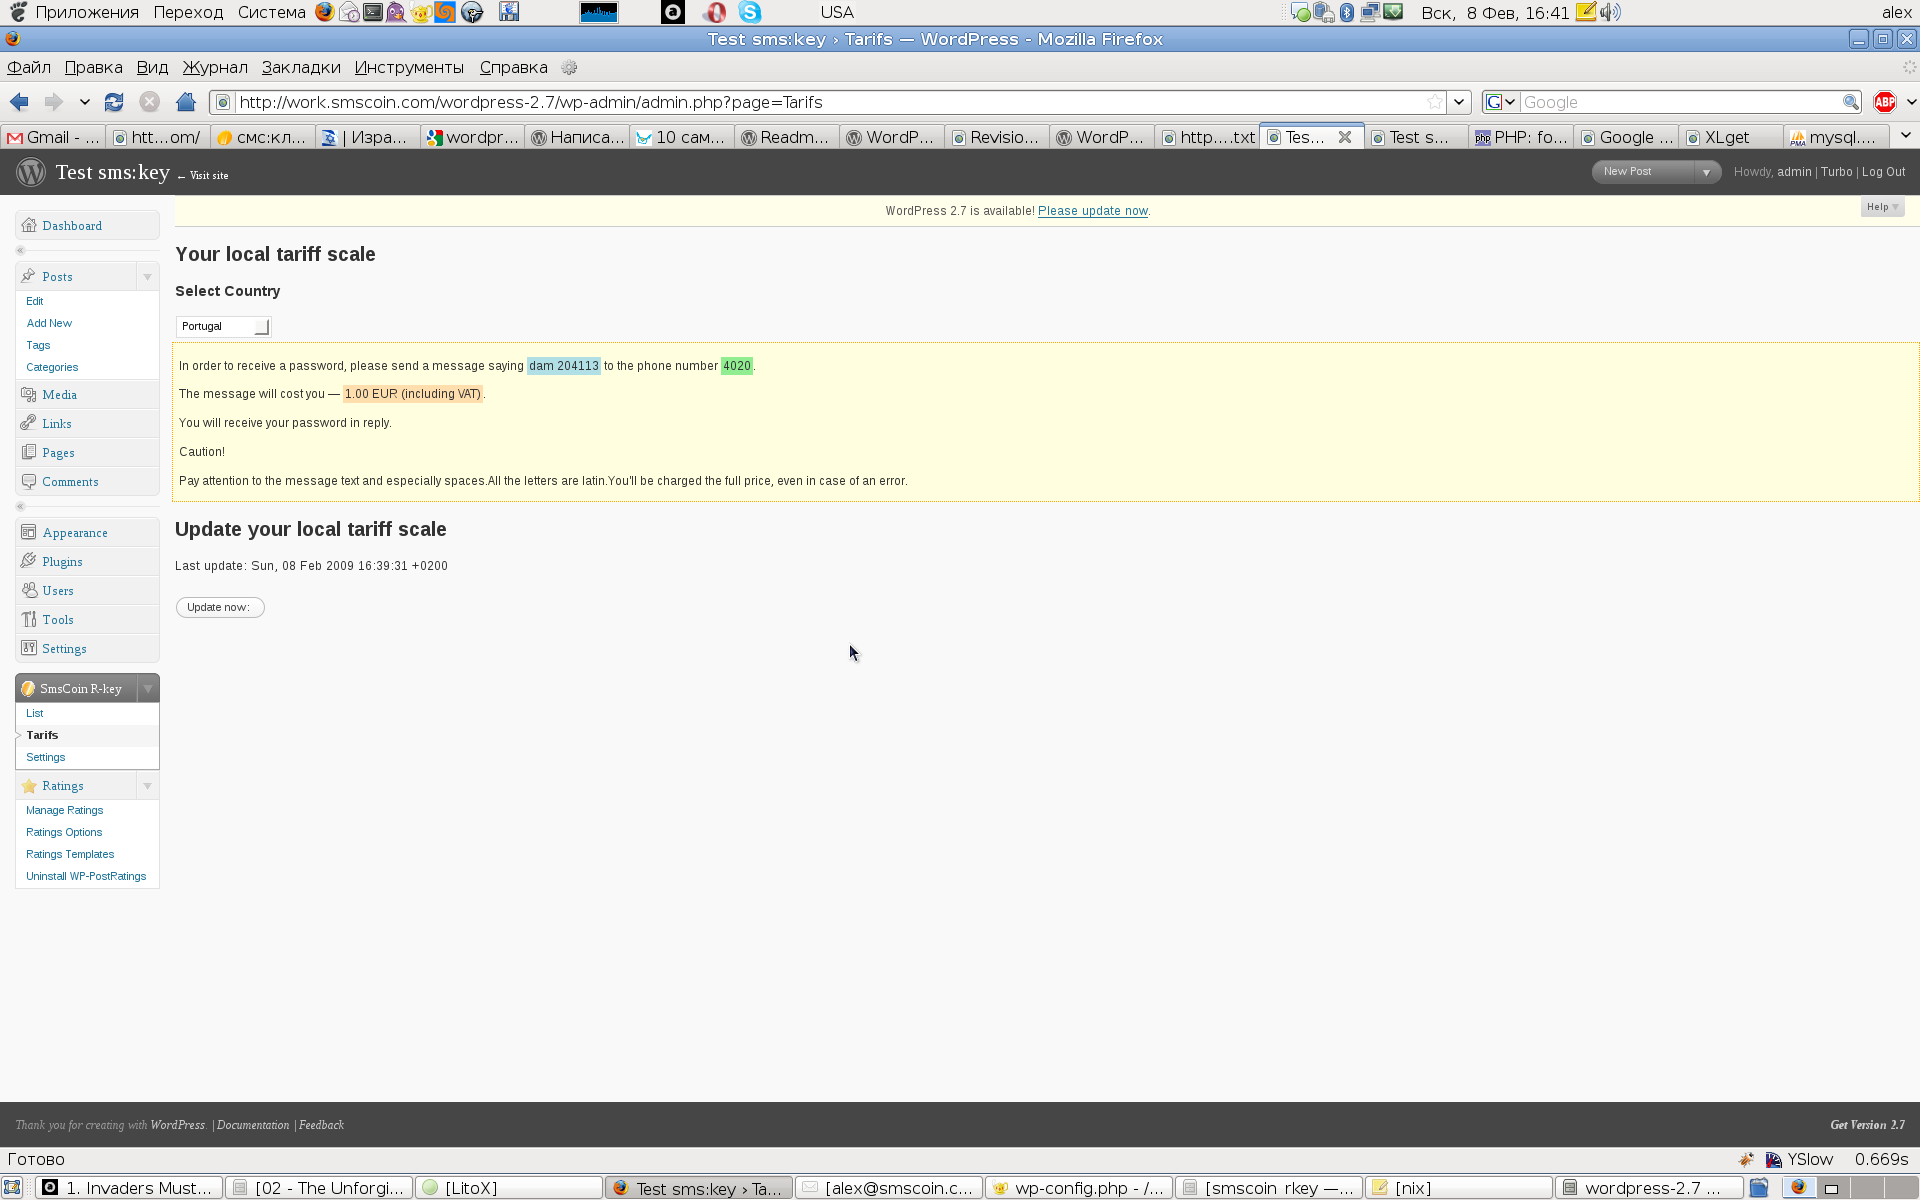 Приложения Переход Система USA Вск, 8 Фев, 16:41 alex
Test sms:key › Tarifs — WordPress - Mozilla Firefox
Файл Правка Вид Журнал Закладки Инструменты Справка
http://work.smscoin.com/wordpress-2.7/wp-admin/admin.php?page=Tarifs Google ABP
Gmail - ... htt...om/ смс:кл... | Изра... wordpr... Написа... 10 сам... Readm... WordP... Revisio... WordP... http....txt Tes... Test s... PHP: fo... Google ... XLget mysql....
Test sms:key ← Visit site New Post Howdy, admin | Turbo | Log Out
WordPress 2.7 is available! Please update now.
Help
Dashboard
Posts
Edit
Add New
Tags
Categories
Media
Links
Pages
Comments
Appearance
Plugins
Users
Tools
Settings
SmsCoin R-key
List
Tarifs
Settings
Ratings
Manage Ratings
Ratings Options
Ratings Templates
Uninstall WP-PostRatings
Your local tariff scale
Select Country
Portugal
In order to receive a password, please send a message saying dam 204113 to the phone number 4020.
The message will cost you — 1.00 EUR (including VAT).
You will receive your password in reply.
Caution!
Pay attention to the message text and especially spaces.All the letters are latin.You'll be charged the full price, even in case of an error.
Update your local tariff scale
Last update: Sun, 08 Feb 2009 16:39:31 +0200
Update now:
Thank you for creating with WordPress. | Documentation | Feedback Get Version 2.7
Готово YSlow 0.669s
1. Invaders Must... [02 - The Unforgi... [LitoX] Test sms:key › Ta... [alex@smscoin.c... wp-config.php - /... [smscoin rkey —... [nix] wordpress-2.7 ...